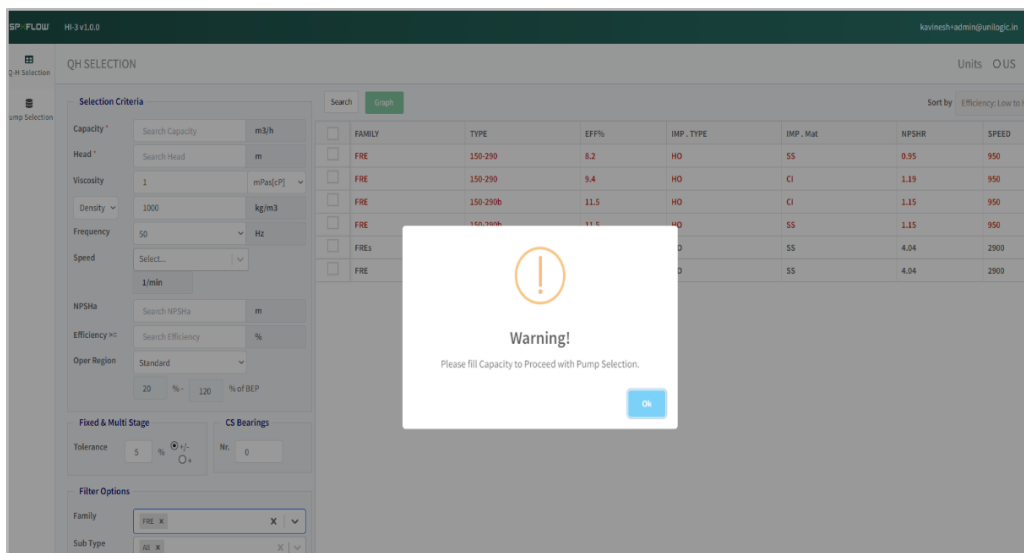 SPXFLOW HI-3 v1.0.0 kavinesh+admin@unilogic.in
Q-H Selection
QH SELECTION
Units US
Pump Selection
Selection Criteria
Search Graph
Sort by Efficiency: Low to
Capacity * Search Capacity m3/h
Head * Search Head m
Viscosity 1 mPas[cP]
Density 1000 kg/m3
Frequency 50 Hz
Speed Select...
1/min
NPSHa Search NPSHa m
Efficiency >= Search Efficiency %
Oper Region Standard
20 % - 120 % of BEP
Fixed & Multi Stage
Tolerance 5 % +/-
+
CS Bearings
Nr. 0
Filter Options
Family FRE x
Sub Type All x
FAMILY TYPE EFF% IMP . TYPE IMP . Mat NPSHR SPEED
FRE 150-290 8.2 HO SS 0.95 950
FRE 150-290 9.4 HO CI 1.19 950
FRE 150-290b 11.5 HO CI 1.15 950
FRE 150-290b 11.5 HO SS 1.15 950
FREs SS 4.04 2900
FRE SS 4.04 2900
Warning!
Please fill Capacity to Proceed with Pump Selection.
Ok